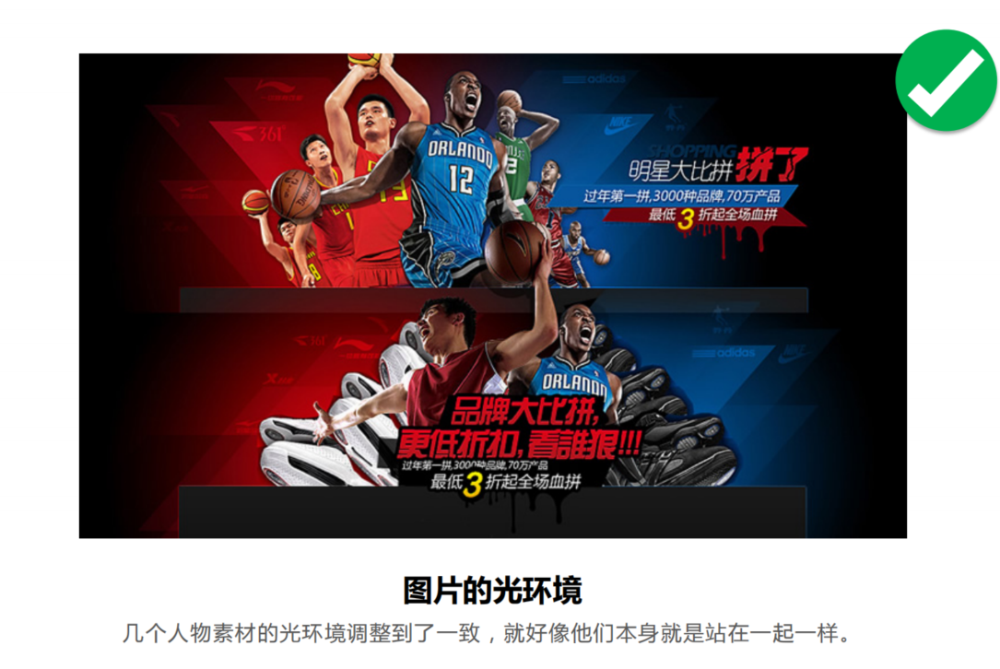 adidas
361°
NIKE
ORLANDO
12
13
1
8
2
SHOPPING
明星大比拼 拼了
过年第一拼,3000种品牌,70万产品
最低3折起全场血拼
361°
adidas
NIKE
ORLANDO
品牌大比拼,
更低折扣,看誰狠!!!
过年第一拼,3000种品牌,70万产品
最低3折起全场血拼
图片的光环境
几个人物素材的光环境调整到了一致，就好像他们本身就是站在一起一样。